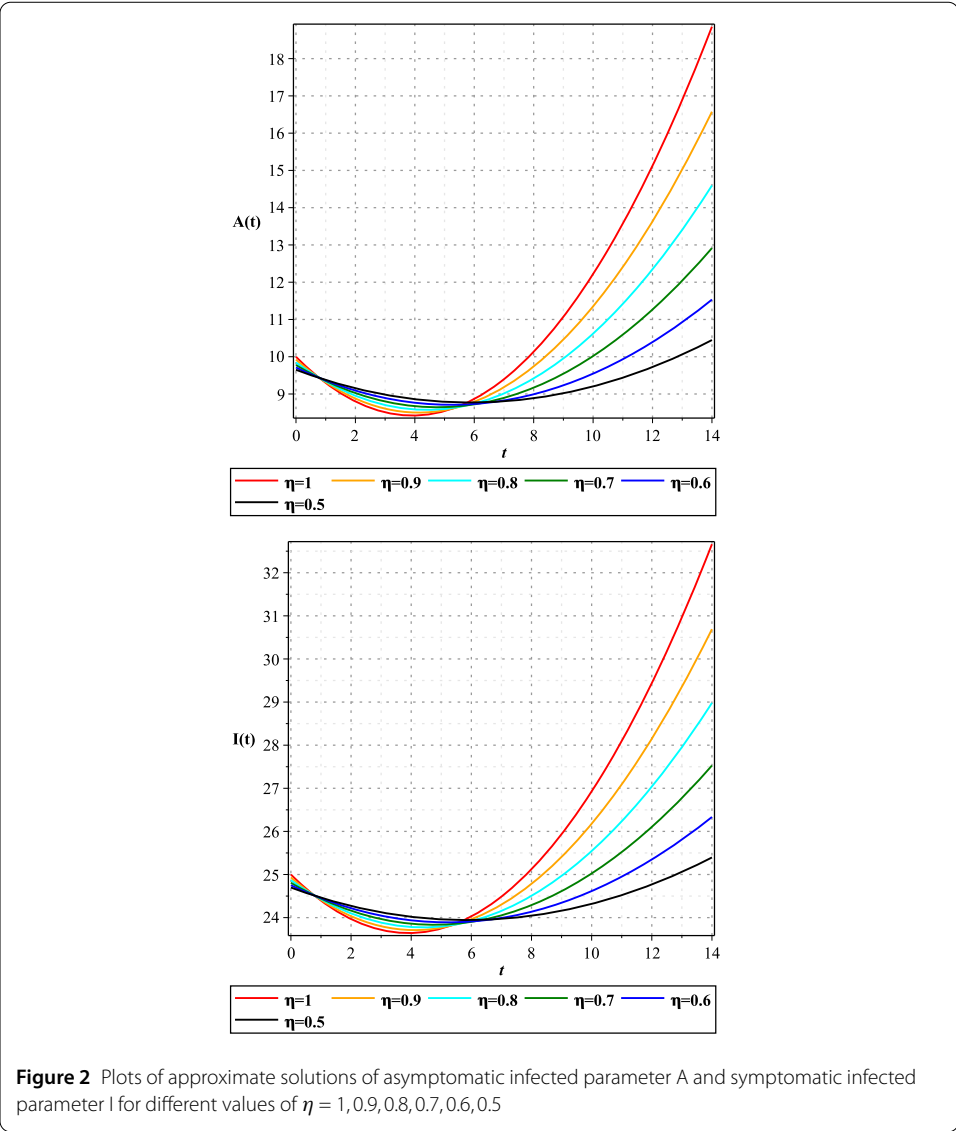 18
17
16
15
14
A(t)
13
12
11
10
9
0 2 4 6 8 10 12 14
t
η=1 η=0.9 η=0.8 η=0.7 η=0.6
η=0.5
32
31
30
29
28
I(t)
27
26
25
24
0 2 4 6 8 10 12 14
t
η=1 η=0.9 η=0.8 η=0.7 η=0.6
η=0.5
Figure 2 Plots of approximate solutions of asymptomatic infected parameter A and symptomatic infected
parameter I for different values of η = 1, 0.9, 0.8, 0.7, 0.6, 0.5